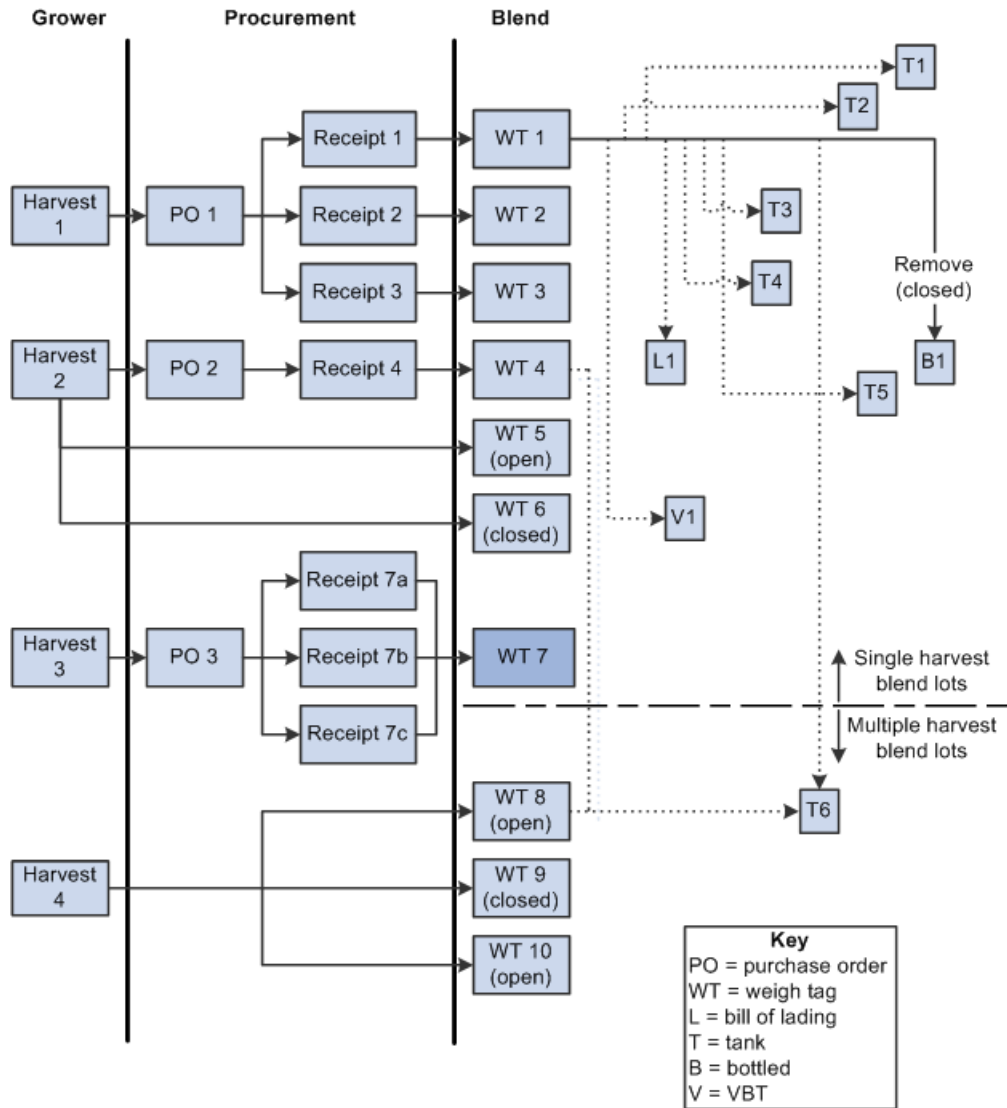 Grower
Procurement
Blend
T1
T2
Receipt 1
WT 1
Harvest
1
PO 1
Receipt 2
WT 2
T3
Receipt 3
WT 3
T4
Remove
(closed)
Harvest
2
PO 2
Receipt 4
WT 4
L1
B1
T5
WT 5
(open)
WT 6
(closed)
V1
Receipt 7a
Harvest
3
PO 3
Receipt 7b
WT 7
Single harvest
blend lots
Receipt 7c
Multiple harvest
blend lots
WT 8
(open)
T6
Harvest
4
WT 9
(closed)
WT 10
(open)
Key
PO = purchase order
WT = weigh tag
L = bill of lading
T = tank
B = bottled
V = VBT